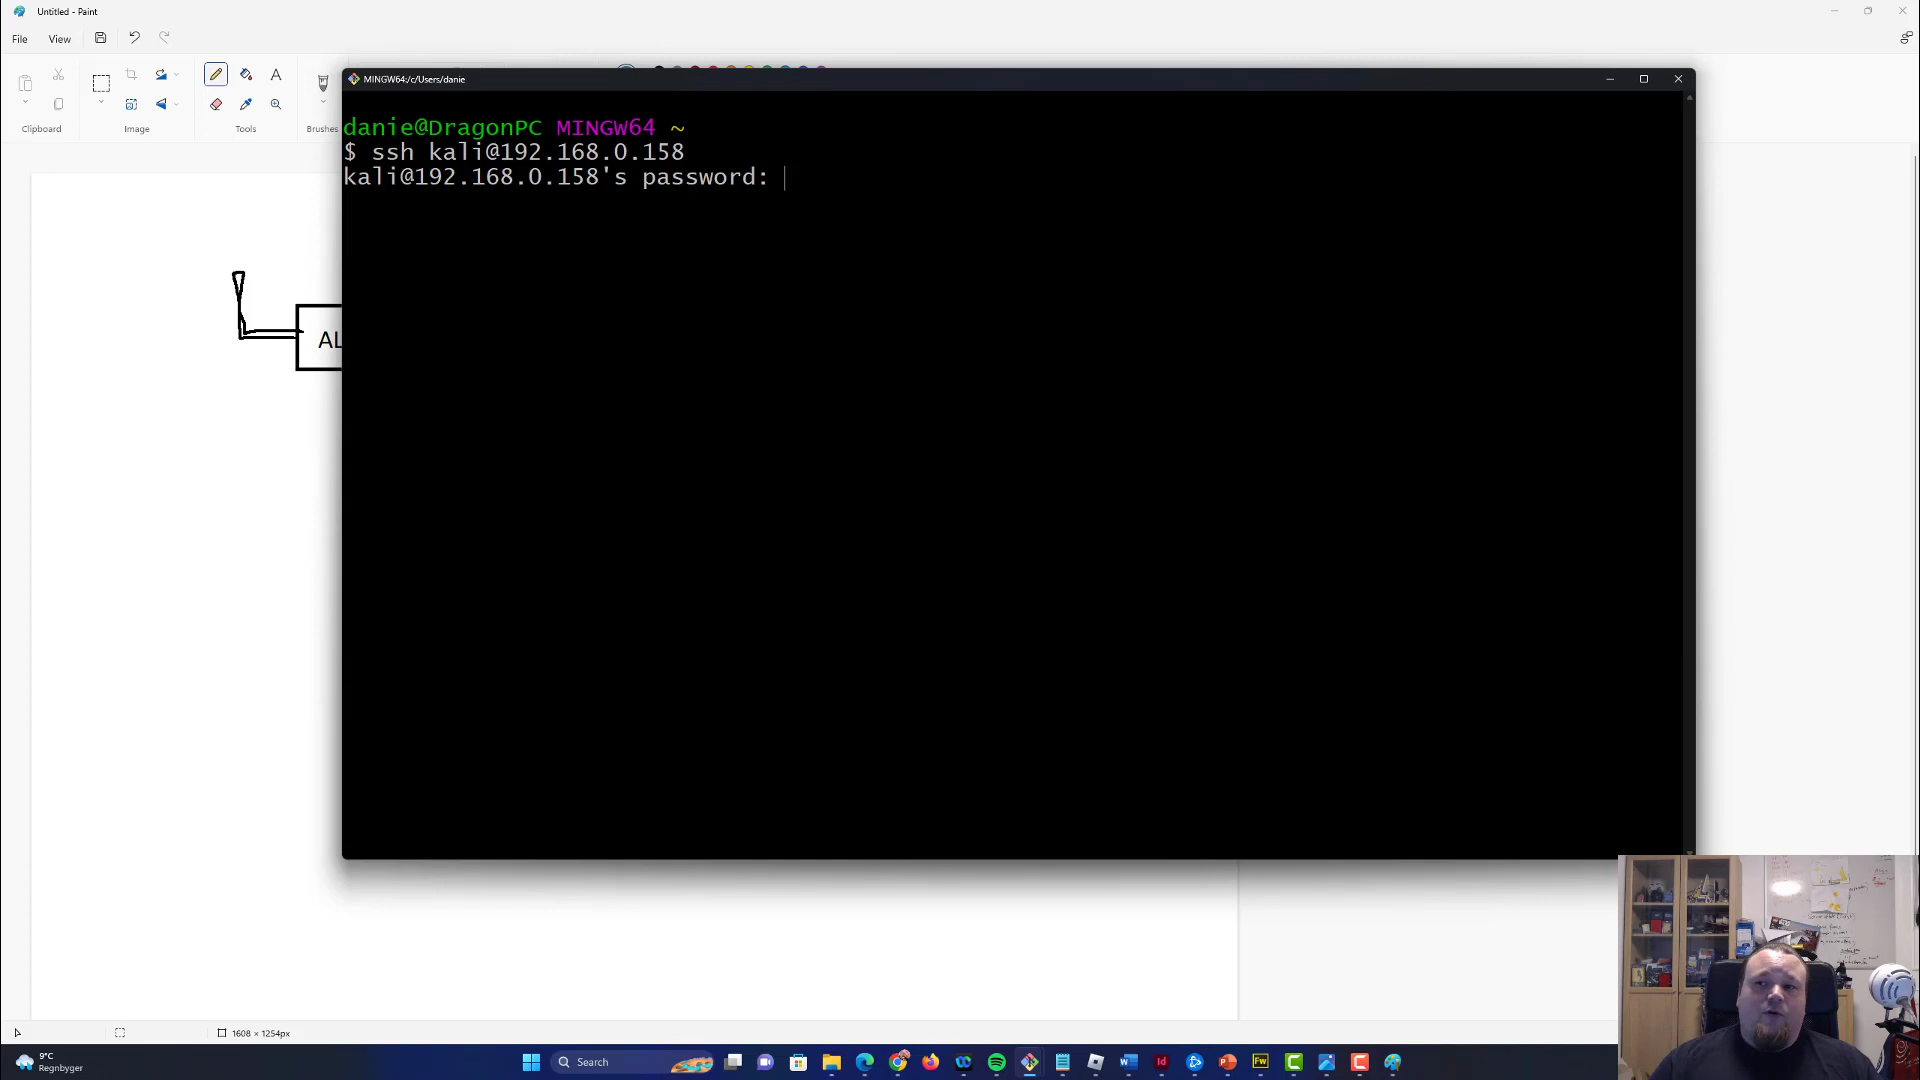 Untitled - Paint
File
View
Clipboard
Image
Tools
Brushes
MINGW64:/c/Users/danie
danie@DragonPC MINGW64 ~
$ ssh kali@192.168.0.158
kali@192.168.0.158's password:
AL
1608 × 1254px
9°C
Regnbyger
Search